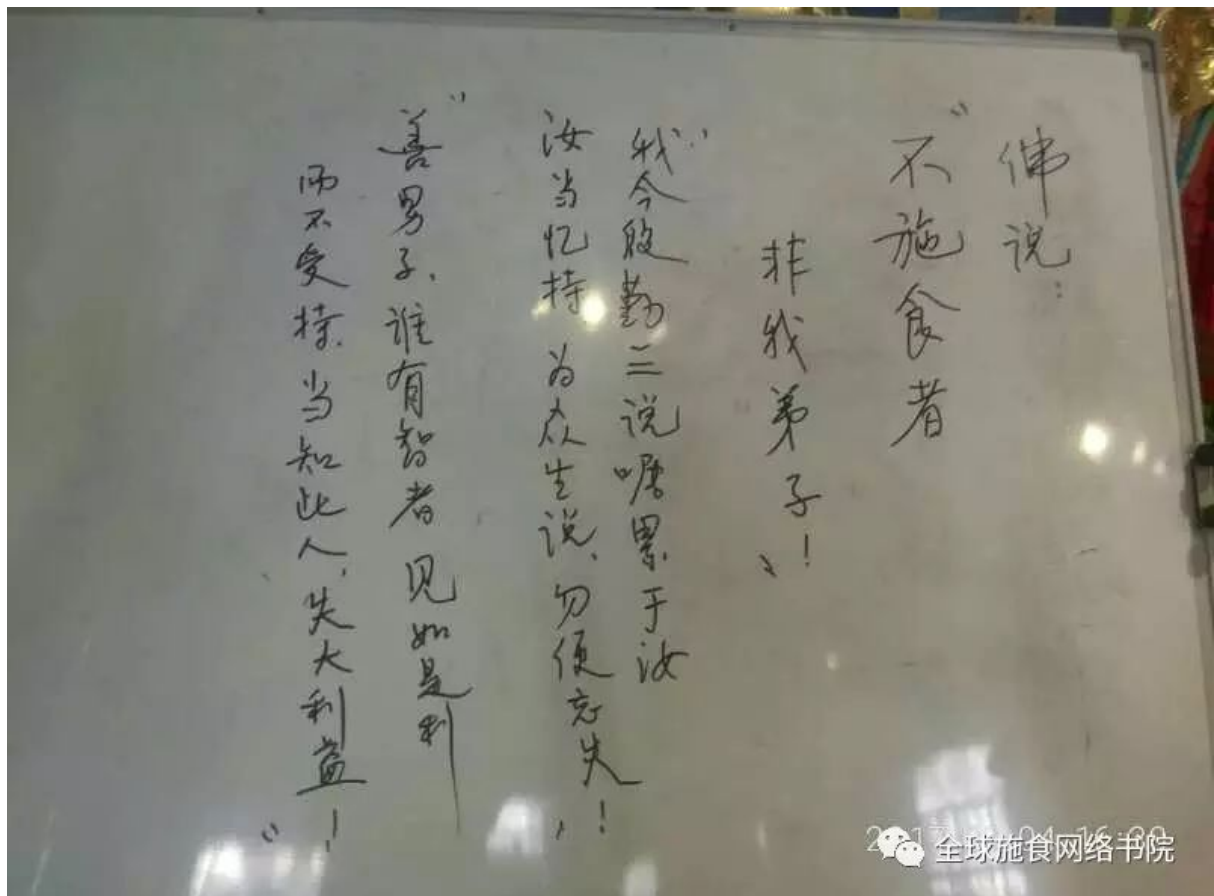 佛说：
“不施食者
非我弟子！”
“我今殷勤三说嘱累于汝
汝当忆持 为众生说、勿便忘失！”
“善男子、谁有智者 见如是利
而不受持、当知此人、失大利益！”
全球施食网络书院